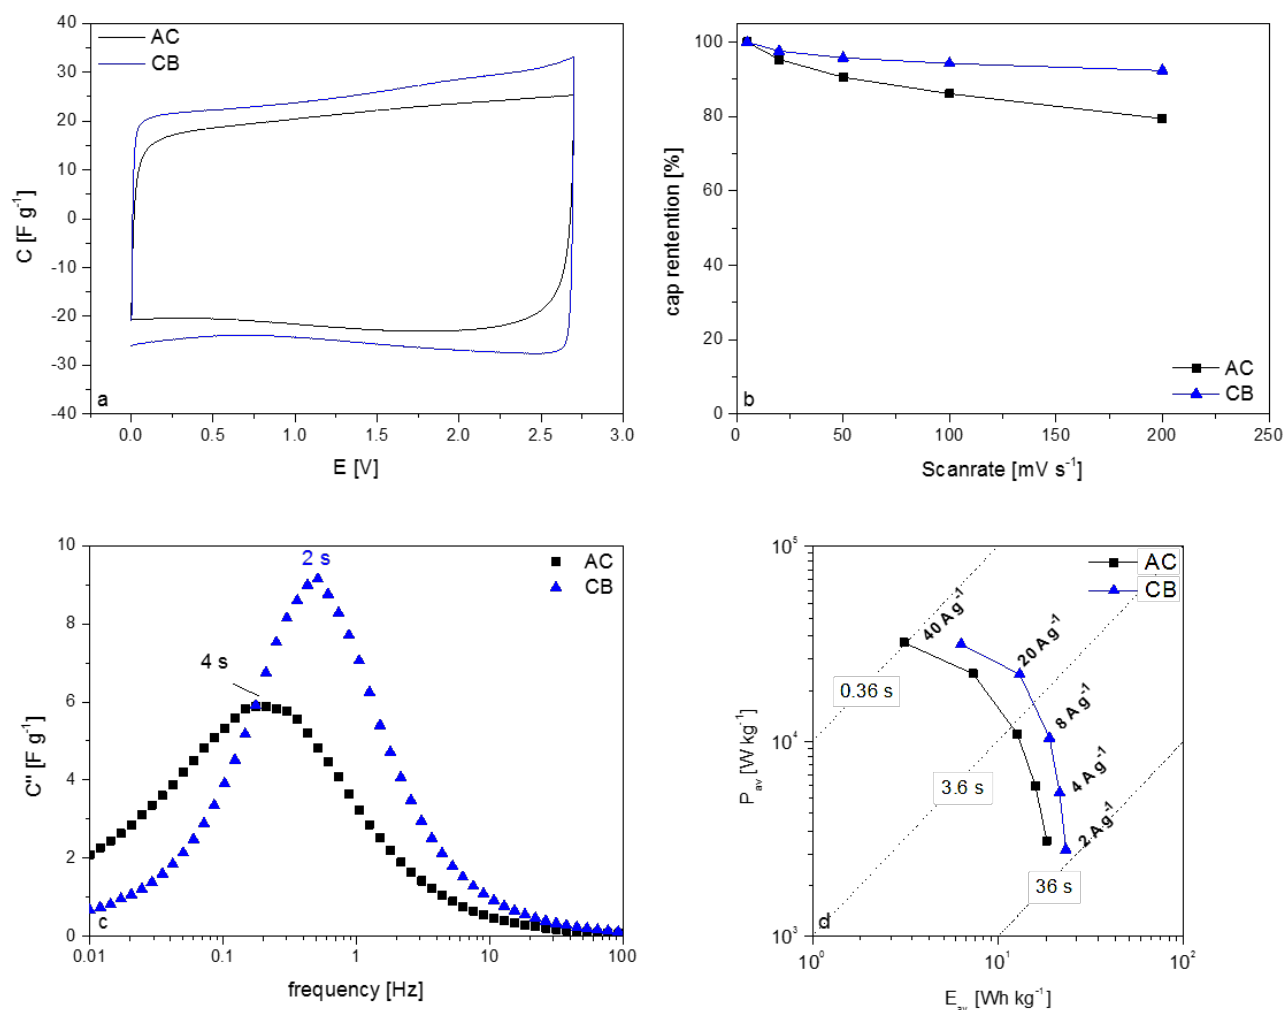 40
30
20
10
0
-10
-20
-30
-40
AC
CB
a
0.0 0.5 1.0 1.5 2.0 2.5 3.0
C [F g⁻¹]
E [V]
100
80
60
40
20
0
AC
CB
b
0 50 100 150 200 250
cap rentention [%]
Scanrate [mV s⁻¹]
10
8
6
4
2
0
2 s
4 s
AC
CB
c
0.01 0.1 1 10 100
C" [F g⁻¹]
frequency [Hz]
10⁵
10⁴
10³
AC
CB
40 A g⁻¹
20 A g⁻¹
8 A g⁻¹
4 A g⁻¹
2 A g⁻¹
0.36 s
3.6 s
36 s
d
10⁰ 10¹ 10²
P_av [W kg⁻¹]
E_av [Wh kg⁻¹]